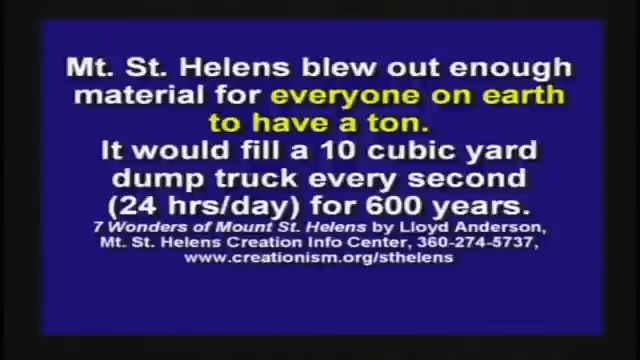 Mt. St. Helens blew out enough
material for everyone on earth
to have a ton.
It would fill a 10 cubic yard
dump truck every second
(24 hrs/day) for 600 years.
7 Wonders of Mount St. Helens by Lloyd Anderson,
Mt. St. Helens Creation Info Center, 360-274-5737,
www.creationism.org/sthelens